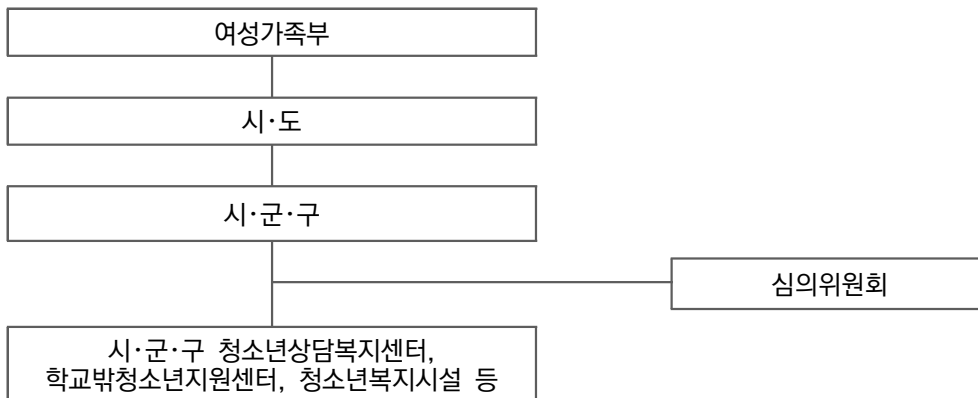 여성가족부
시·도
시·군·구
심의위원회
시·군·구 청소년상담복지센터,
학교밖청소년지원센터, 청소년복지시설 등